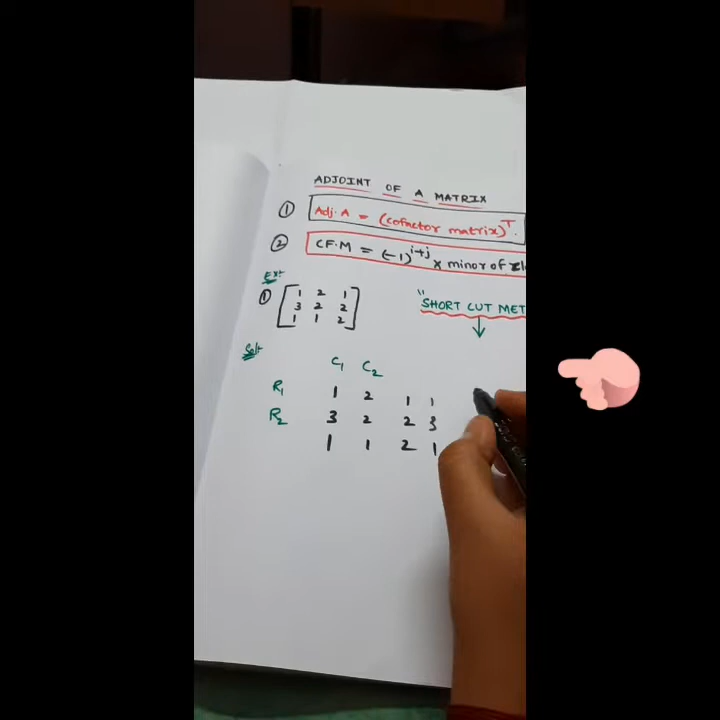 ADJOINT OF A MATRIX
① Adj.A = (cofactor matrix)ᵀ.
② CF.M = (-1)ⁱ⁺ʲ × minor of
Ex:
① [1 2 1
3 2 2
1 1 2]
"SHORT CUT MET
Sol:
C₁ C₂
R₁ 1 2 1 1
R₂ 3 2 2 3
1 1 2 1